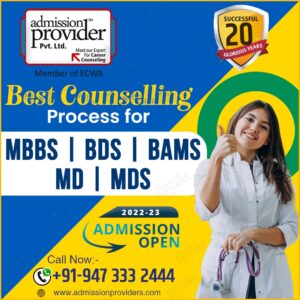 admission™
provider
Pvt. Ltd.
Meet our Expert
For Career
Counseling
Member of ECWA
SUCCESSFUL
20
GLORIOUS YEARS
Best Counselling
Process for
MBBS | BDS | BAMS
MD | MDS
2022-23
ADMISSION
OPEN
Call Now:-
+91-947 333 2444
www.admissionproviders.com